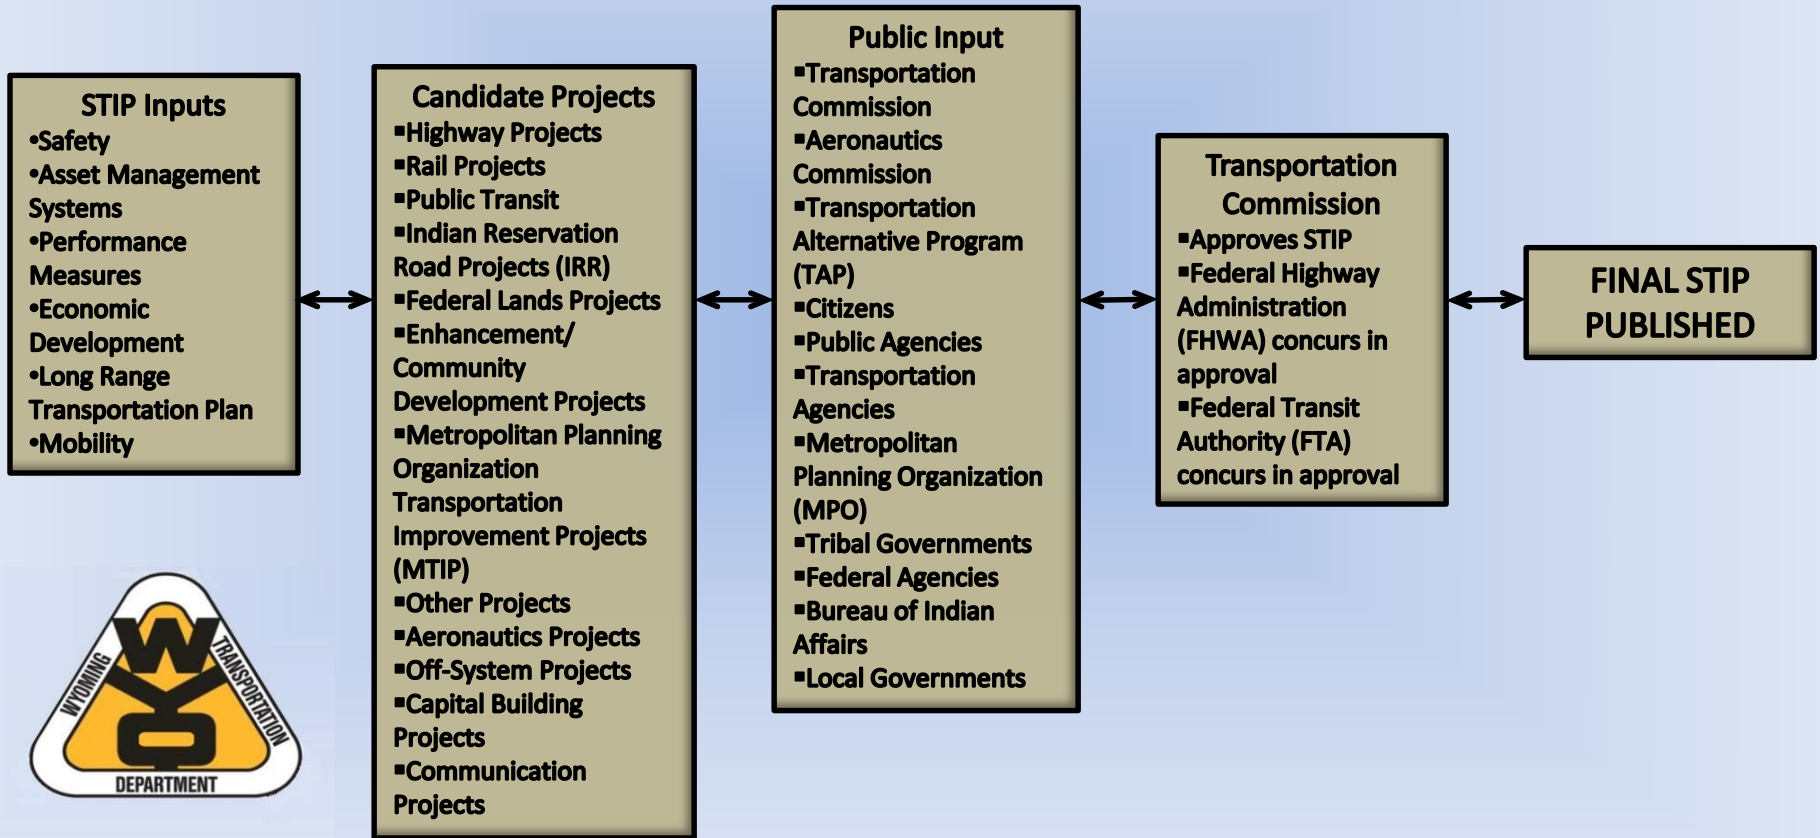 STIP Inputs
•Safety
•Asset Management
Systems
•Performance
Measures
•Economic
Development
•Long Range
Transportation Plan
•Mobility
Candidate Projects
▪Highway Projects
▪Rail Projects
▪Public Transit
▪Indian Reservation
Road Projects (IRR)
▪Federal Lands Projects
▪Enhancement/
Community
Development Projects
▪Metropolitan Planning
Organization
Transportation
Improvement Projects
(MTIP)
▪Other Projects
▪Aeronautics Projects
▪Off-System Projects
▪Capital Building
Projects
▪Communication
Projects
Public Input
▪Transportation
Commission
▪Aeronautics
Commission
▪Transportation
Alternative Program
(TAP)
▪Citizens
▪Public Agencies
▪Transportation
Agencies
▪Metropolitan
Planning Organization
(MPO)
▪Tribal Governments
▪Federal Agencies
▪Bureau of Indian
Affairs
▪Local Governments
Transportation
Commission
▪Approves STIP
▪Federal Highway
Administration
(FHWA) concurs in
approval
▪Federal Transit
Authority (FTA)
concurs in approval
FINAL STIP
PUBLISHED
WYOMING
TRANSPORTATION
DEPARTMENT
W
Y
O